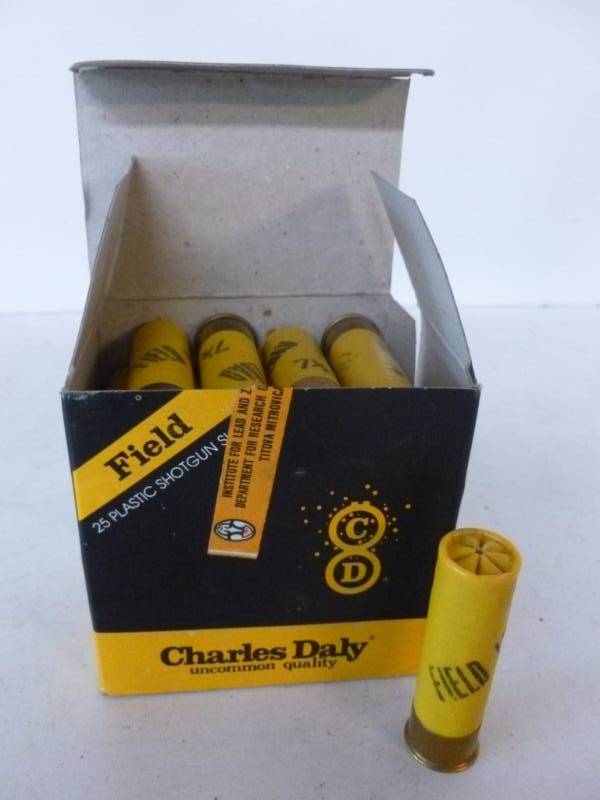 Field
25 PLASTIC SHOTGUN
INSTITUTE FOR LEAD AND
DEPARTMENT FOR RESEARCH
TITOVA MITROVICA
C
D
Charles Daly®
uncommon quality
FIELD
7½